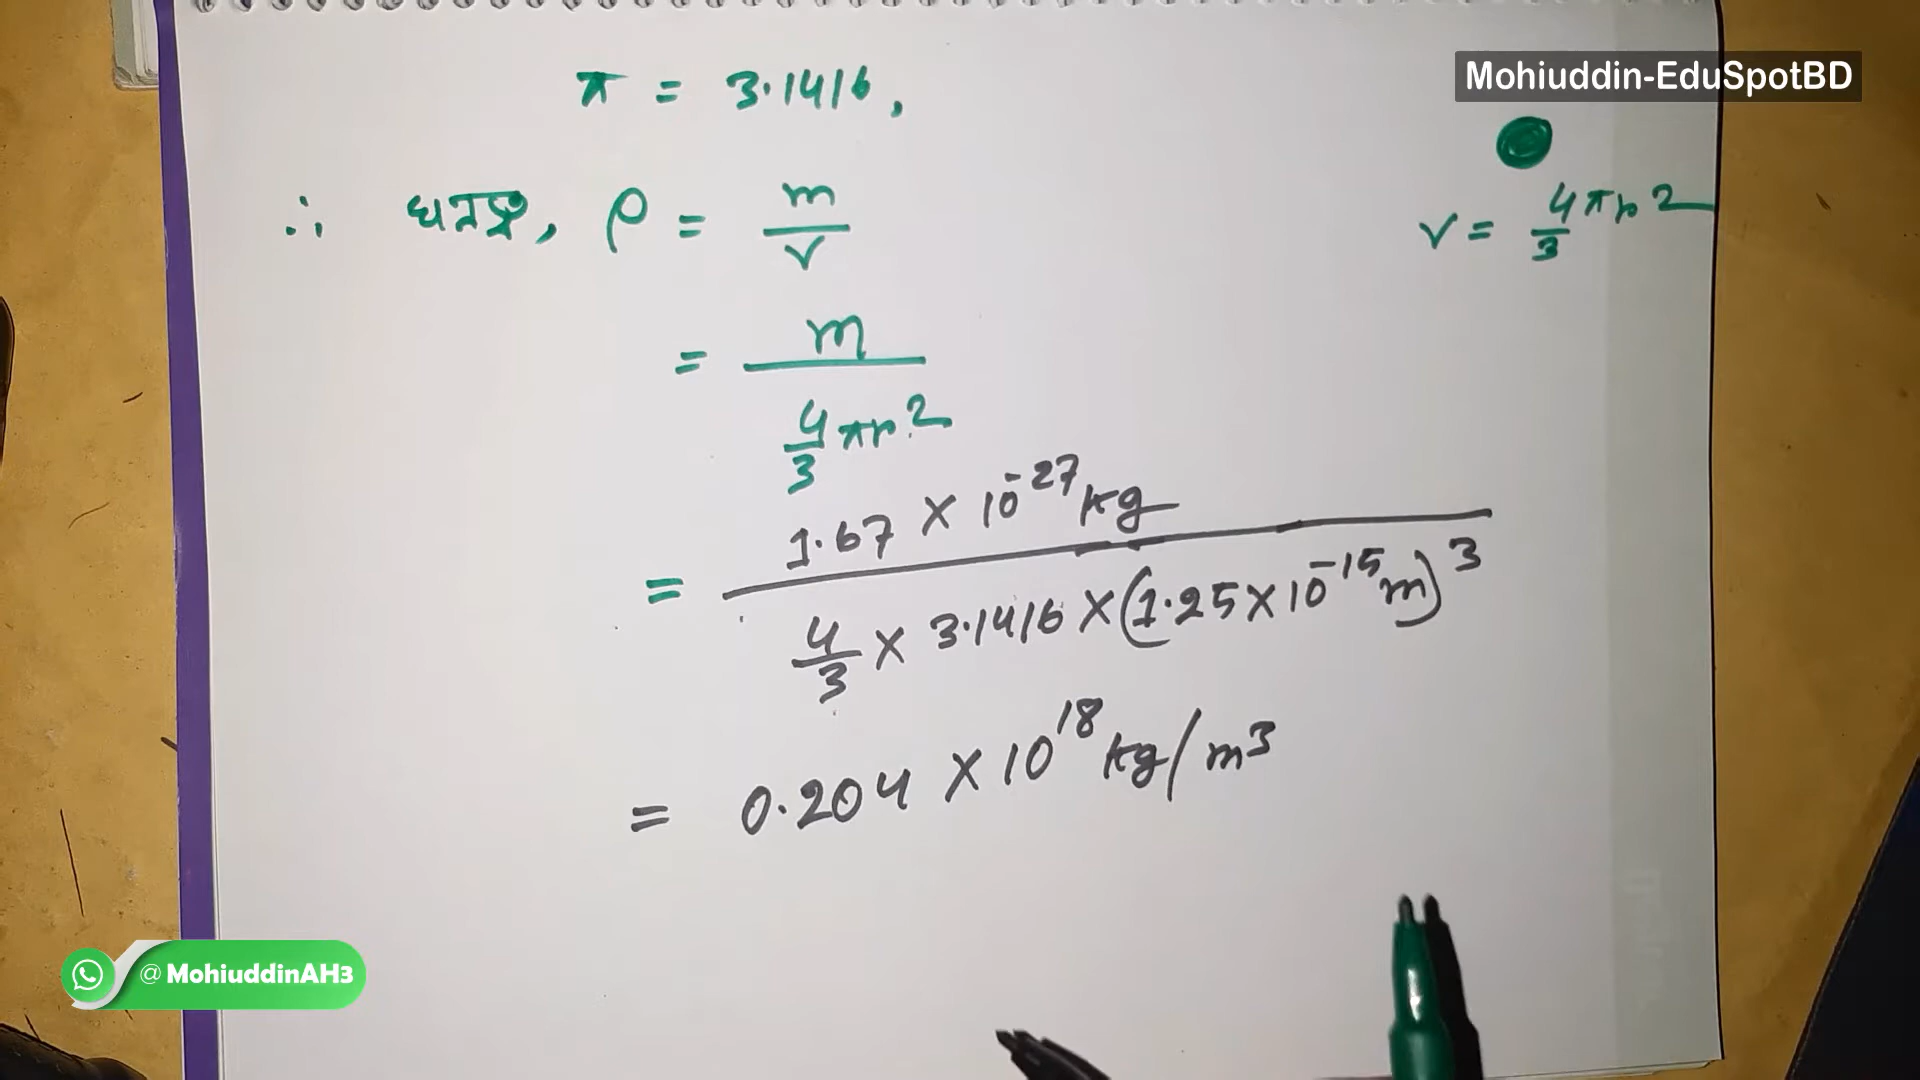 Mohiuddin-EduSpotBD
π = 3.1416,
∴ ঘনত্ব, ρ = m/v
v = 4/3 πr²
= m / 4/3 πr²
= 1.67 × 10⁻²⁷ kg / 4/3 × 3.1416 × (1.25 × 10⁻¹⁵ m)³
= 0.204 × 10¹⁸ kg/m³
@ MohiuddinAH3